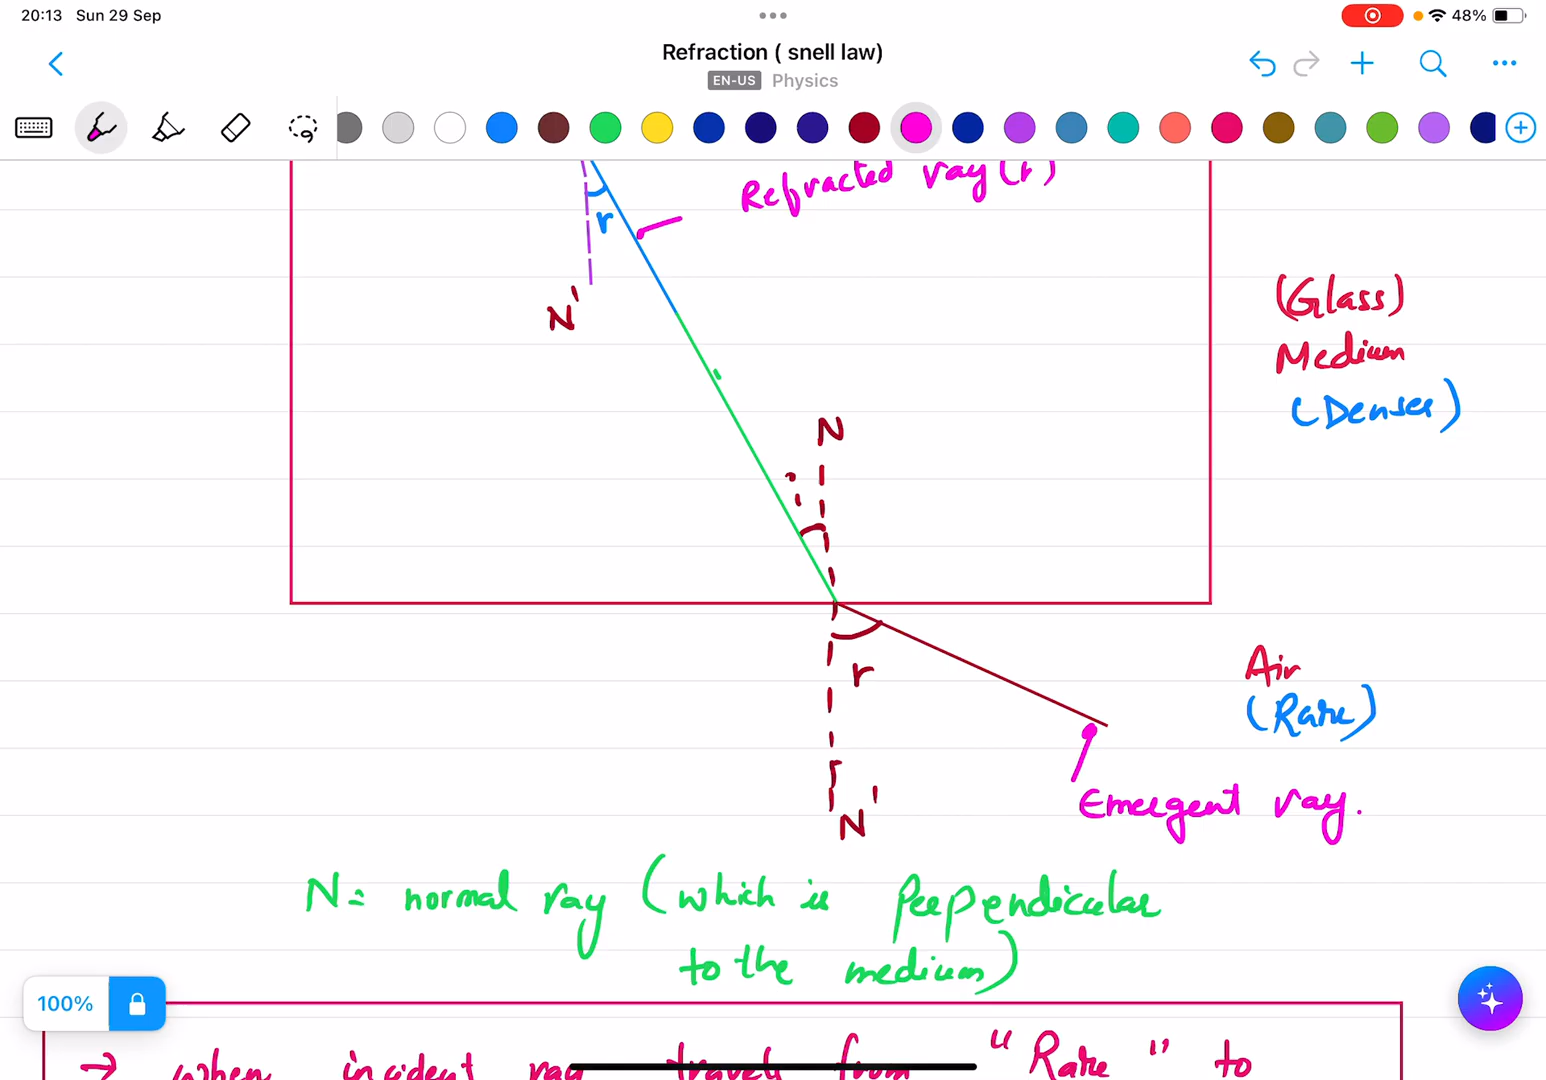 20:13 Sun 29 Sep
48%
Refraction ( snell law)
EN-US Physics
Refracted ray (r)
r
N'
(Glass)
Medium
(Denser)
N
i
r
Air
(Rare)
Emergent ray.
N'
N = normal ray (which is perpendicular
to the medium)
100%
→ when incident ray travels from "Rare" to